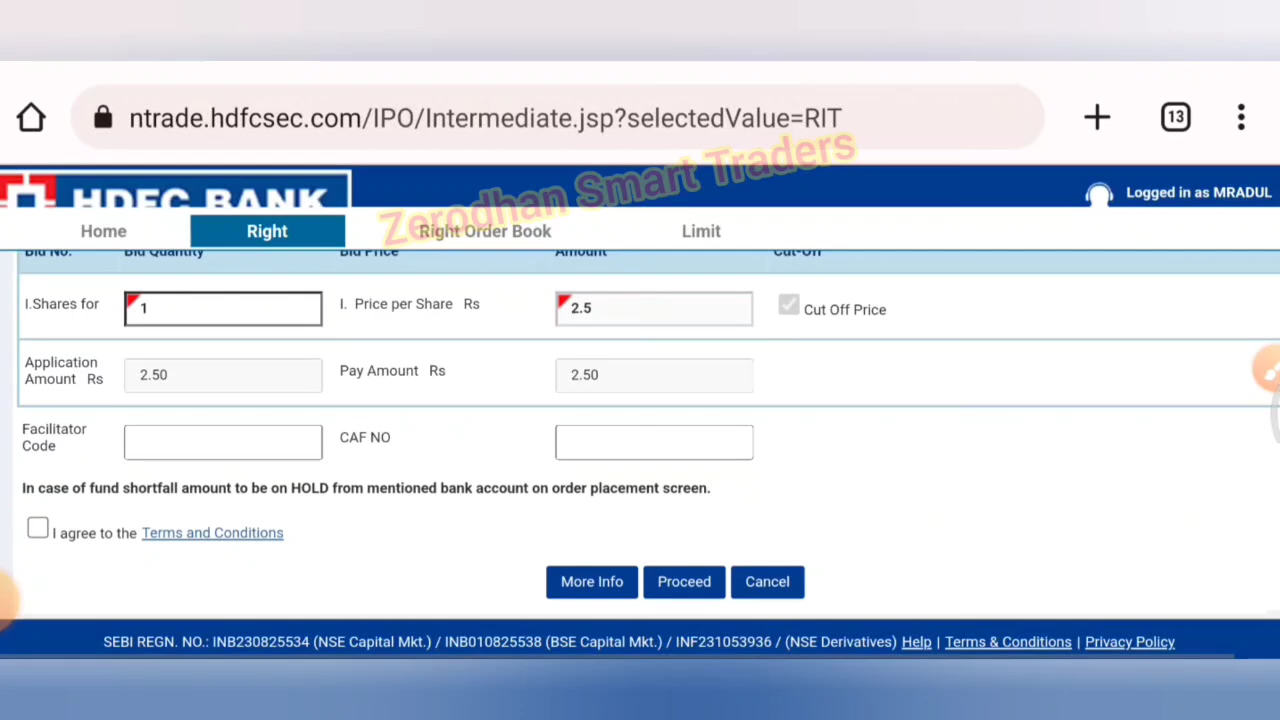 ntrade.hdfcsec.com/IPO/Intermediate.jsp?selectedValue=RIT
13
Zerodhan Smart Traders
HDFC BANK
Logged in as MRADUL
Home Right Right Order Book Limit
Bid No. Bid Quantity Bid Price Amount Cut-Off
I.Shares for 1 I. Price per Share Rs 2.5 Cut Off Price
Application
Amount Rs 2.50 Pay Amount Rs 2.50
Facilitator
Code CAF NO
In case of fund shortfall amount to be on HOLD from mentioned bank account on order placement screen.
I agree to the Terms and Conditions
More Info Proceed Cancel
SEBI REGN. NO.: INB230825534 (NSE Capital Mkt.) / INB010825538 (BSE Capital Mkt.) / INF231053936 / (NSE Derivatives) Help | Terms & Conditions | Privacy Policy